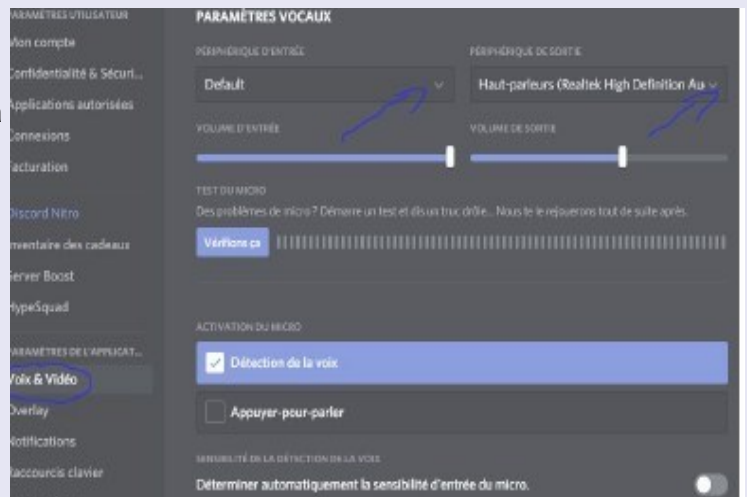 PARAMÈTRES UTILISATEUR
Mon compte
Confidentialité & Sécuri...
Applications autorisées
Connexions
Facturation
Discord Nitro
Inventaire des cadeaux
Server Boost
HypeSquad
PARAMÈTRES DE L'APPLICAT...
Voix & Vidéo
Overlay
Notifications
Raccourcis clavier
PARAMÈTRES VOCAUX
PÉRIPHÉRIQUE D'ENTRÉE
PÉRIPHÉRIQUE DE SORTIE
Default
Haut-parleurs (Realtek High Definition Au
VOLUME D'ENTRÉE
VOLUME DE SORTIE
TEST DU MICRO
Des problèmes de micro ? Démarre un test et dis un truc drôle... Nous te le rejouerons tout de suite après.
Vérifions ça
ACTIVATION DU MICRO
Détection de la voix
Appuyer-pour-parler
SENSIBILITÉ DE LA DÉTECTION DE LA VOIX
Déterminer automatiquement la sensibilité d'entrée du micro.